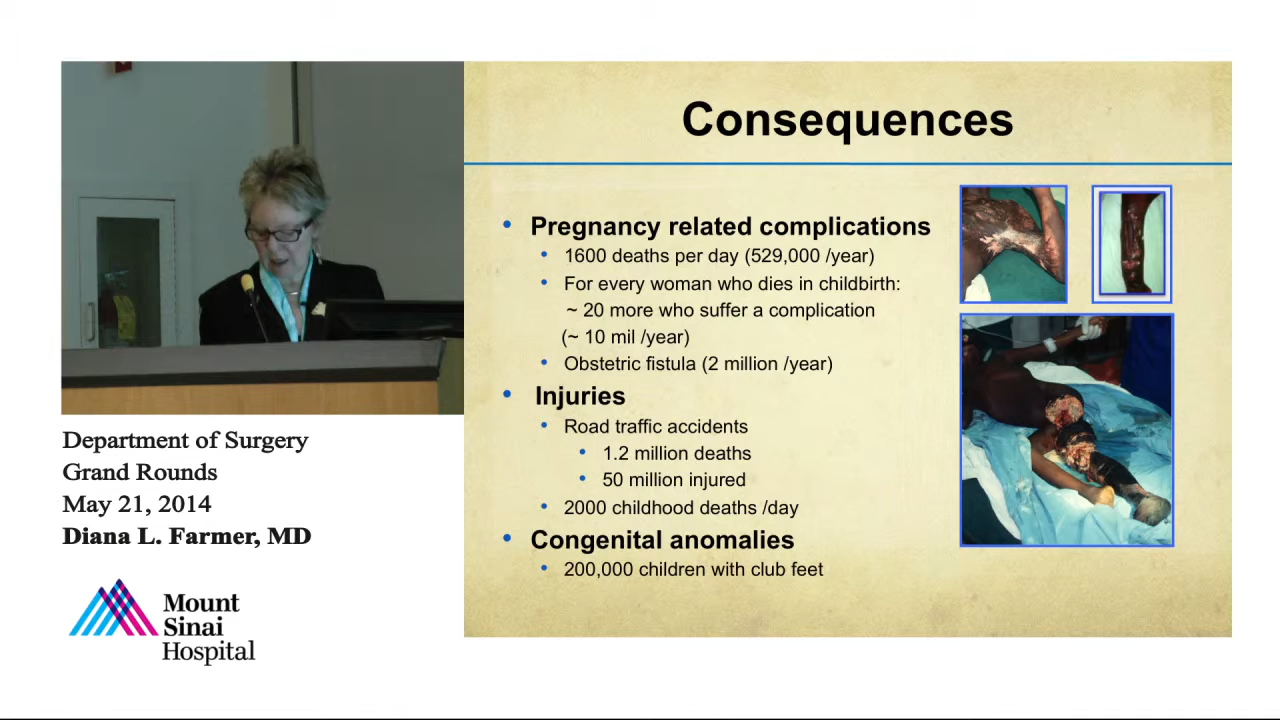 Consequences
• Pregnancy related complications
• 1600 deaths per day (529,000 /year)
• For every woman who dies in childbirth:
~ 20 more who suffer a complication
(~ 10 mil /year)
• Obstetric fistula (2 million /year)
• Injuries
• Road traffic accidents
• 1.2 million deaths
• 50 million injured
• 2000 childhood deaths /day
• Congenital anomalies
• 200,000 children with club feet
Department of Surgery
Grand Rounds
May 21, 2014
Diana L. Farmer, MD
Mount
Sinai
Hospital